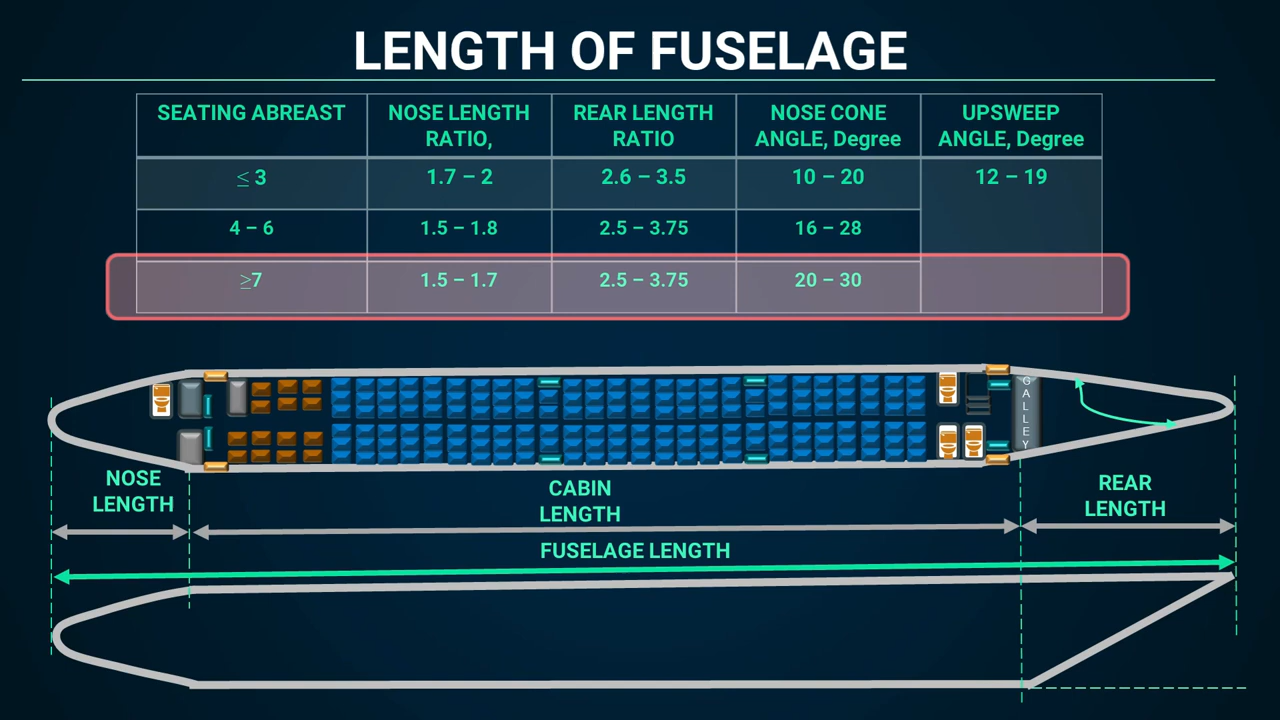 LENGTH OF FUSELAGE
SEATING ABREAST
NOSE LENGTH
RATIO,
REAR LENGTH
RATIO
NOSE CONE
ANGLE, Degree
UPSWEEP
ANGLE, Degree
≤ 3
1.7 – 2
2.6 – 3.5
10 – 20
12 – 19
4 – 6
1.5 – 1.8
2.5 – 3.75
16 – 28
≥7
1.5 – 1.7
2.5 – 3.75
20 – 30
GALLEY
NOSE
LENGTH
CABIN
LENGTH
REAR
LENGTH
FUSELAGE LENGTH